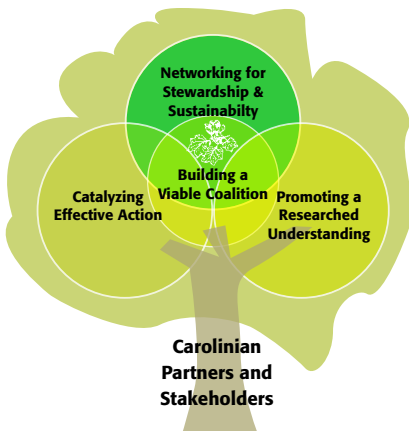 Networking for
Stewardship &
Sustainabilty
Building a
Viable Coalition
Catalyzing
Effective Action
Promoting a
Researched
Understanding
Carolinian
Partners and
Stakeholders